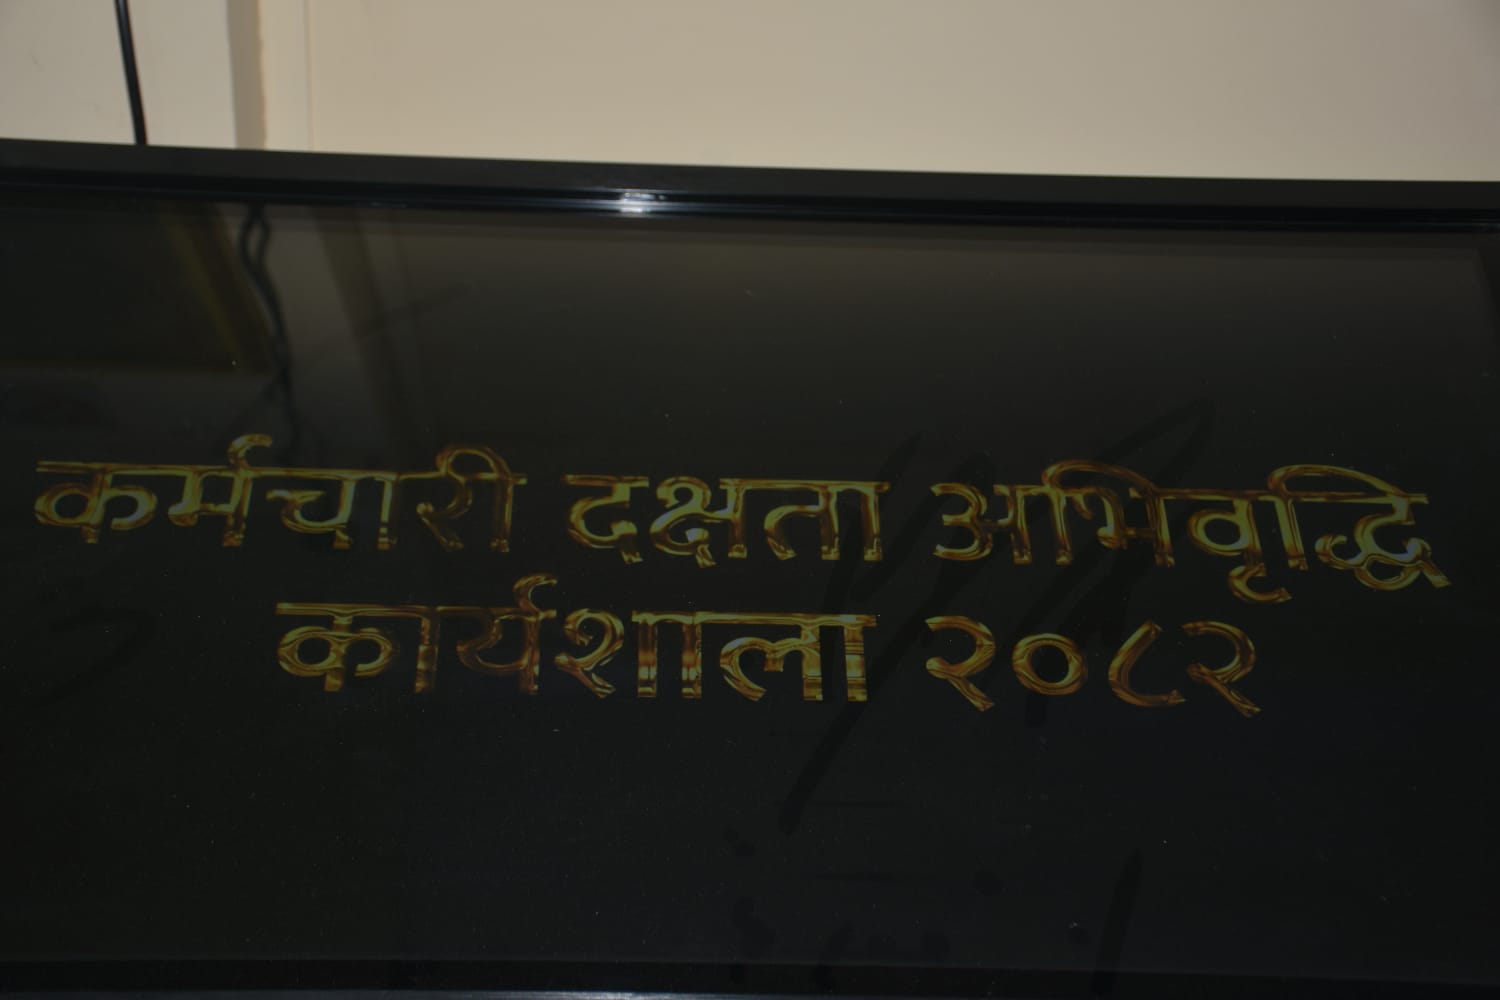 कर्मचारी दक्षता अभिवृद्धि
कार्यशाला २०८२